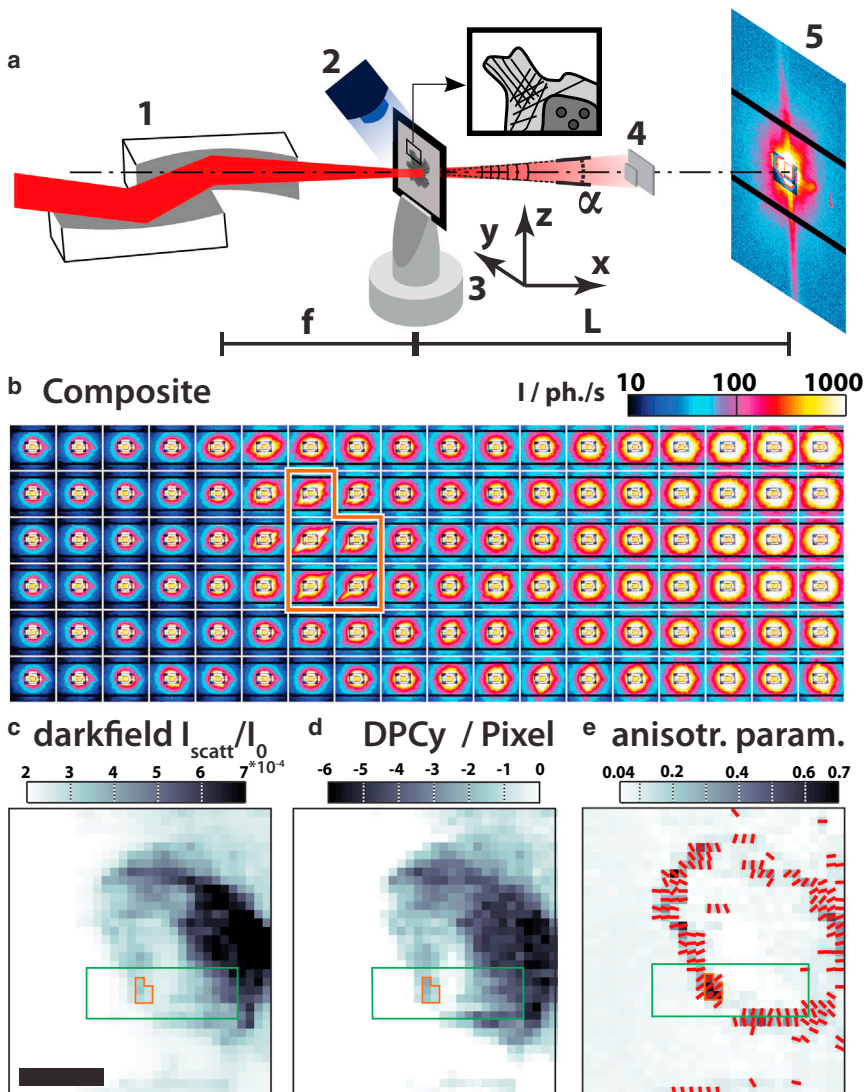 a
1
2
3
4
5
α
z
y
x
f
L
b Composite
I / ph./s
10 100 1000
c darkfield I_scatt/I_0
2 3 4 5 6 7 *10⁻⁴
d DPCy / Pixel
-6 -5 -4 -3 -2 -1 0
e anisotr. param.
0.04 0.2 0.4 0.6 0.7